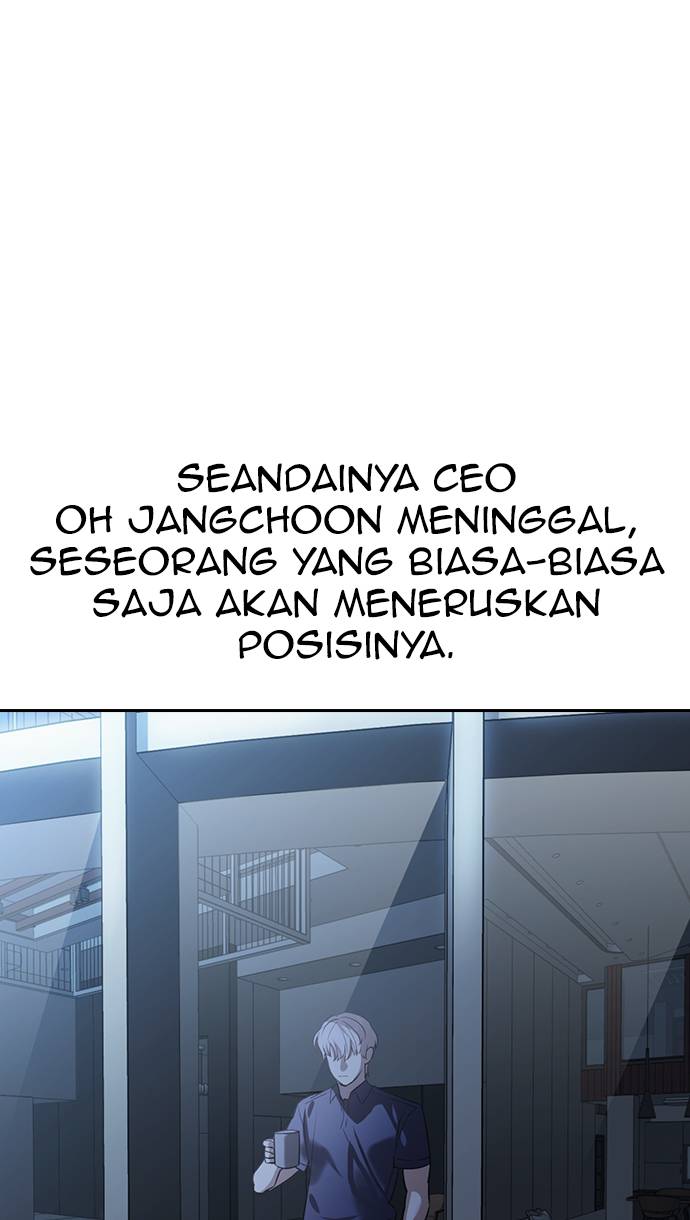 SEANDAINYA CEO
OH JANGCHOON MENINGGAL,
SESEORANG YANG BIASA-BIASA
SAJA AKAN MENERUSKAN
POSISINYA.